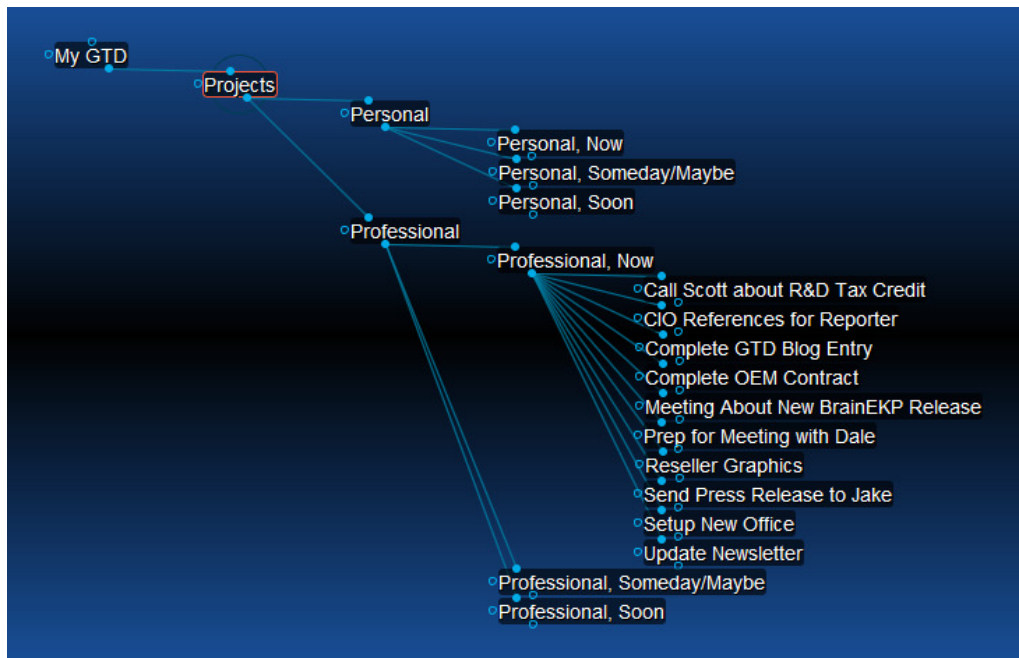 My GTD
Projects
Personal
Personal, Now
Personal, Someday/Maybe
Personal, Soon
Professional
Professional, Now
Call Scott about R&D Tax Credit
CIO References for Reporter
Complete GTD Blog Entry
Complete OEM Contract
Meeting About New BrainEKP Release
Prep for Meeting with Dale
Reseller Graphics
Send Press Release to Jake
Setup New Office
Update Newsletter
Professional, Someday/Maybe
Professional, Soon